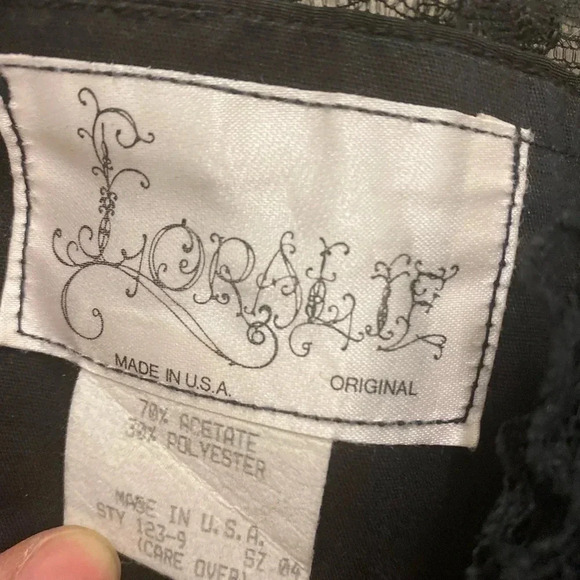 LORALIE
MADE IN U.S.A. ORIGINAL
70% ACETATE
30% POLYESTER
MADE IN U.S.A.
STY 123-9 SZ 04
(CARE OVER)